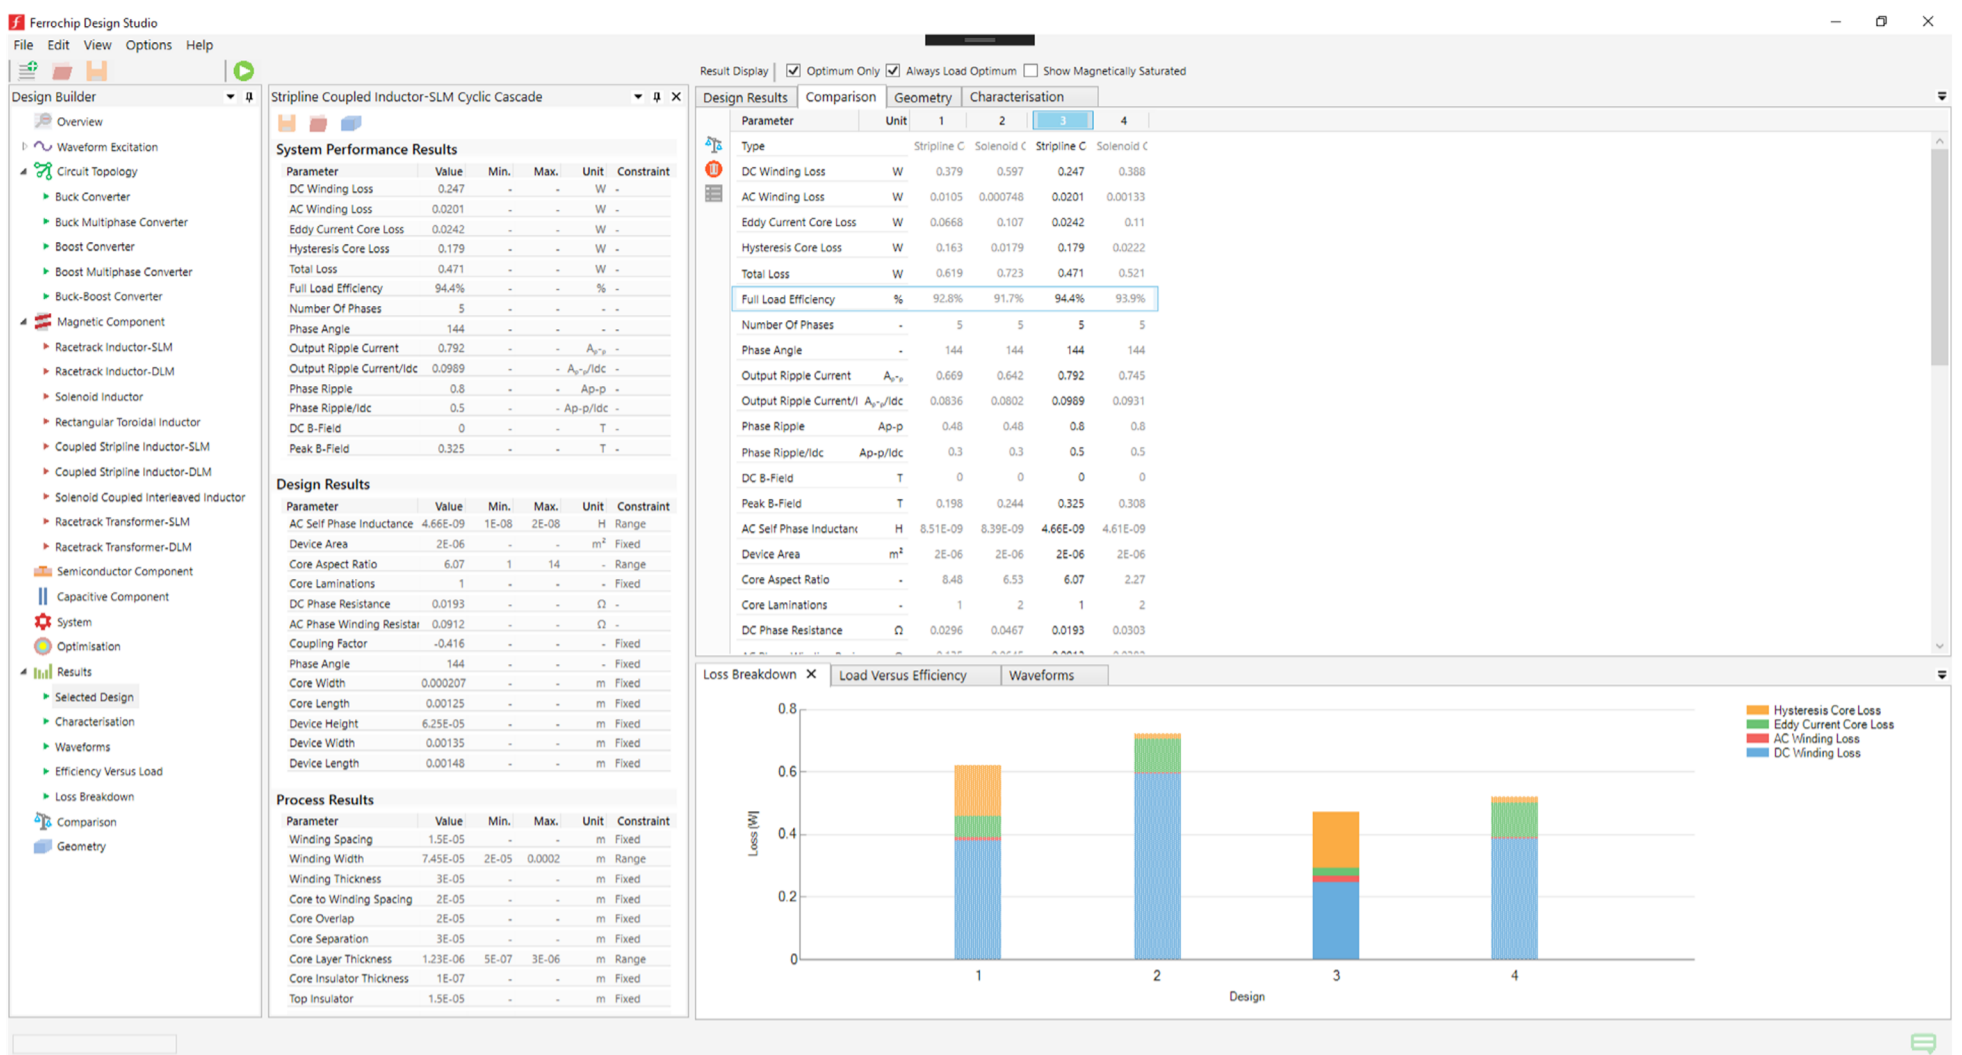 Ferrochip Design Studio
File Edit View Options Help
Result Display Optimum Only Always Load Optimum Show Magnetically Saturated
Design Builder
Overview
Waveform Excitation
Circuit Topology
Buck Converter
Buck Multiphase Converter
Boost Converter
Boost Multiphase Converter
Buck-Boost Converter
Magnetic Component
Racetrack Inductor-SLM
Racetrack Inductor-DLM
Solenoid Inductor
Rectangular Toroidal Inductor
Coupled Stripline Inductor-SLM
Coupled Stripline Inductor-DLM
Solenoid Coupled Interleaved Inductor
Racetrack Transformer-SLM
Racetrack Transformer-DLM
Semiconductor Component
Capacitive Component
System
Optimisation
Results
Selected Design
Characterisation
Waveforms
Efficiency Versus Load
Loss Breakdown
Comparison
Geometry
Stripline Coupled Inductor-SLM Cyclic Cascade
System Performance Results
Parameter Value Min. Max. Unit Constraint
DC Winding Loss 0.247 - - W -
AC Winding Loss 0.0201 - - W -
Eddy Current Core Loss 0.0242 - - W -
Hysteresis Core Loss 0.179 - - W -
Total Loss 0.471 - - W -
Full Load Efficiency 94.4% - - % -
Number Of Phases 5 - - - -
Phase Angle 144 - - - -
Output Ripple Current 0.792 - - Ap-p -
Output Ripple Current/Idc 0.0989 - - Ap-p/Idc -
Phase Ripple 0.8 - - Ap-p -
Phase Ripple/Idc 0.5 - - Ap-p/Idc -
DC B-Field 0 - - T -
Peak B-Field 0.325 - - T -
Design Results
Parameter Value Min. Max. Unit Constraint
AC Self Phase Inductance 4.66E-09 1E-08 2E-08 H Range
Device Area 2E-06 - - m² Fixed
Core Aspect Ratio 6.07 1 14 - Range
Core Laminations 1 - - - Fixed
DC Phase Resistance 0.0193 - - Ω -
AC Phase Winding Resistar 0.0912 - - Ω -
Coupling Factor -0.416 - - - Fixed
Phase Angle 144 - - - Fixed
Core Width 0.000207 - - m Fixed
Core Length 0.00125 - - m Fixed
Device Height 6.25E-05 - - m Fixed
Device Width 0.00135 - - m Fixed
Device Length 0.00148 - - m Fixed
Process Results
Parameter Value Min. Max. Unit Constraint
Winding Spacing 1.5E-05 - - m Fixed
Winding Width 7.45E-05 2E-05 0.0002 m Range
Winding Thickness 3E-05 - - m Fixed
Core to Winding Spacing 2E-05 - - m Fixed
Core Overlap 2E-05 - - m Fixed
Core Separation 3E-05 - - m Fixed
Core Layer Thickness 1.23E-06 5E-07 3E-06 m Range
Core Insulator Thickness 1E-07 - - m Fixed
Top Insulator 1.5E-05 - - m Fixed
Design Results Comparison Geometry Characterisation
Parameter Unit 1 2 3 4
Type Stripline C Solenoid C Stripline C Solenoid C
DC Winding Loss W 0.379 0.597 0.247 0.388
AC Winding Loss W 0.0105 0.000748 0.0201 0.00133
Eddy Current Core Loss W 0.0668 0.107 0.0242 0.11
Hysteresis Core Loss W 0.163 0.0179 0.179 0.0222
Total Loss W 0.619 0.723 0.471 0.521
Full Load Efficiency % 92.8% 91.7% 94.4% 93.9%
Number Of Phases - 5 5 5 5
Phase Angle - 144 144 144 144
Output Ripple Current Ap-p 0.669 0.642 0.792 0.745
Output Ripple Current/I Ap-p/Idc 0.0836 0.0802 0.0989 0.0931
Phase Ripple Ap-p 0.48 0.48 0.8 0.8
Phase Ripple/Idc Ap-p/Idc 0.3 0.3 0.5 0.5
DC B-Field T 0 0 0 0
Peak B-Field T 0.198 0.244 0.325 0.308
AC Self Phase Inductanc H 8.51E-09 8.39E-09 4.66E-09 4.61E-09
Device Area m² 2E-06 2E-06 2E-06 2E-06
Core Aspect Ratio - 8.48 6.53 6.07 2.27
Core Laminations - 1 2 1 2
DC Phase Resistance Ω 0.0296 0.0467 0.0193 0.0303
Loss Breakdown Load Versus Efficiency Waveforms
0.8
0.6
0.4
0.2
0
Loss [W]
1 2 3 4
Design
Hysteresis Core Loss
Eddy Current Core Loss
AC Winding Loss
DC Winding Loss